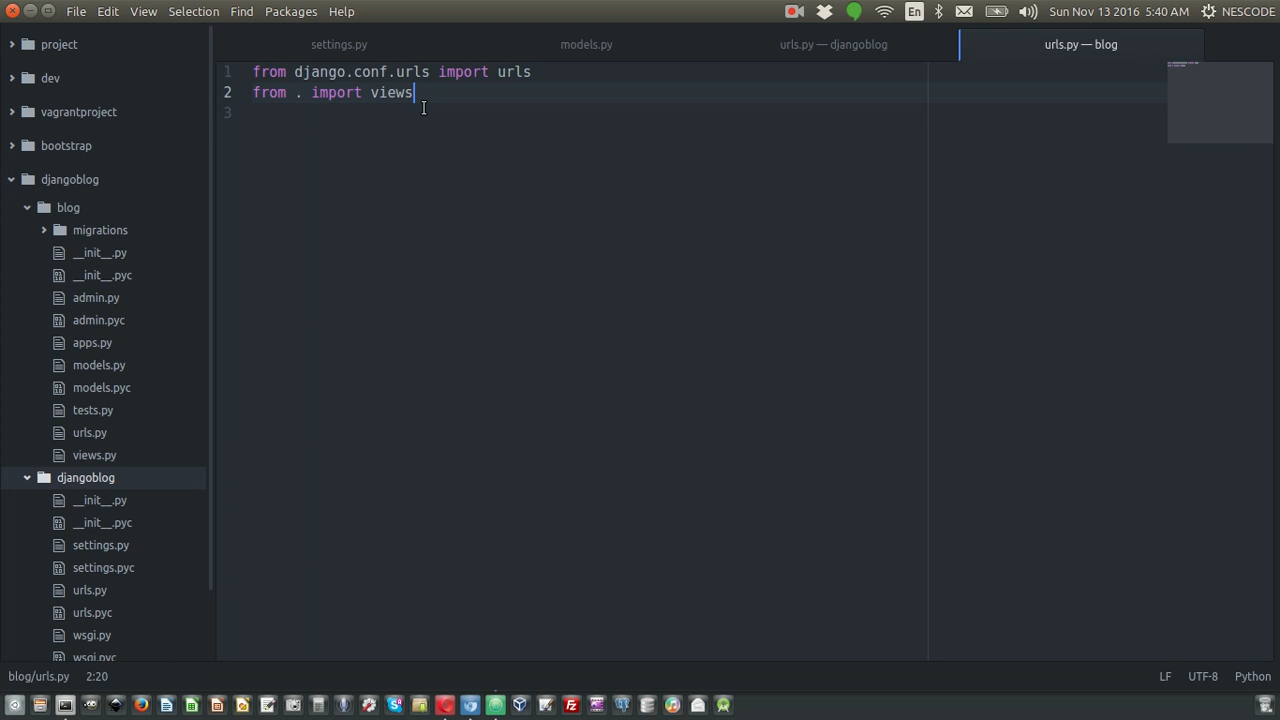 File Edit View Selection Find Packages Help
En
Sun Nov 13 2016 5:40 AM
NESCODE
project
dev
vagrantproject
bootstrap
djangoblog
blog
migrations
__init__.py
__init__.pyc
admin.py
admin.pyc
apps.py
models.py
models.pyc
tests.py
urls.py
views.py
djangoblog
__init__.py
__init__.pyc
settings.py
settings.pyc
urls.py
urls.pyc
wsgi.py
wsgi.pyc
settings.py
models.py
urls.py — djangoblog
urls.py — blog
1 from django.conf.urls import urls
2 from . import views
3
blog/urls.py 2:20
LF UTF-8 Python